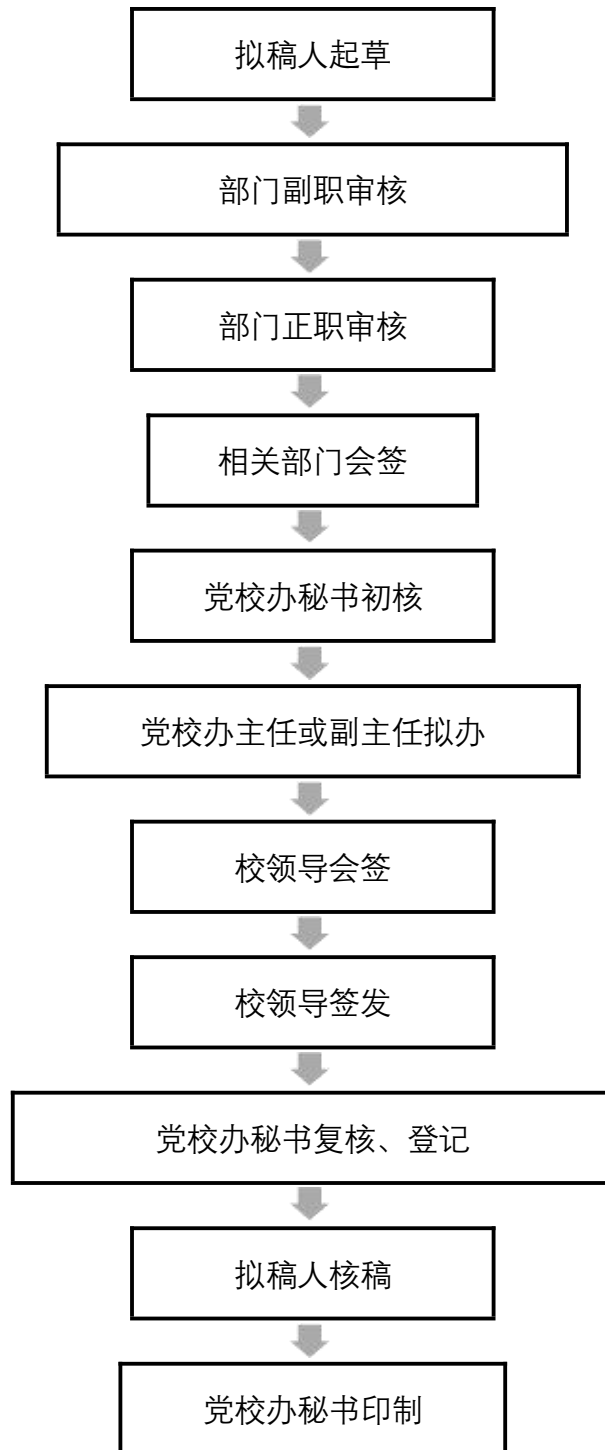 拟稿人起草
部门副职审核
部门正职审核
相关部门会签
党校办秘书初核
党校办主任或副主任拟办
校领导会签
校领导签发
党校办秘书复核、登记
拟稿人核稿
党校办秘书印制